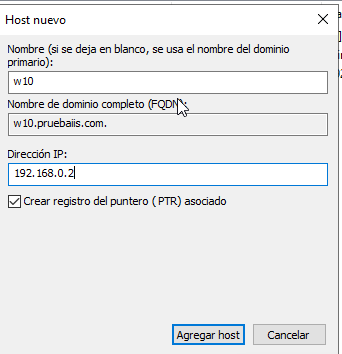 Host nuevo
Nombre (si se deja en blanco, se usa el nombre del dominio
primario):
w10
Nombre de dominio completo (FQDN):
w10.pruebaiis.com.
Dirección IP:
192.168.0.2
Crear registro del puntero (PTR) asociado
Agregar host
Cancelar